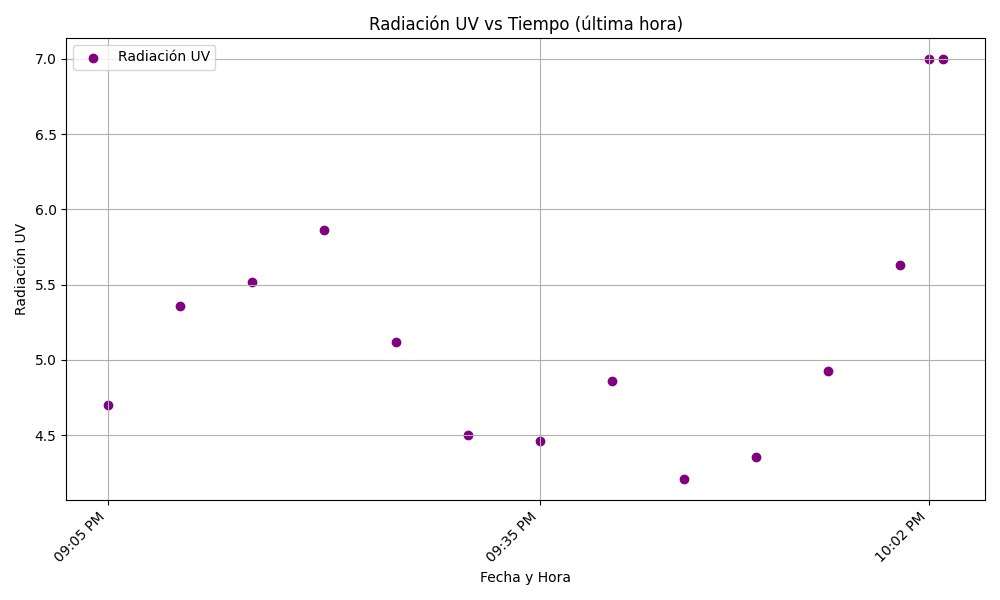 Radiación UV vs Tiempo (última hora)
Radiación UV
7.0
6.5
6.0
5.5
5.0
4.5
Radiación UV
09:05 PM
09:35 PM
10:02 PM
Fecha y Hora